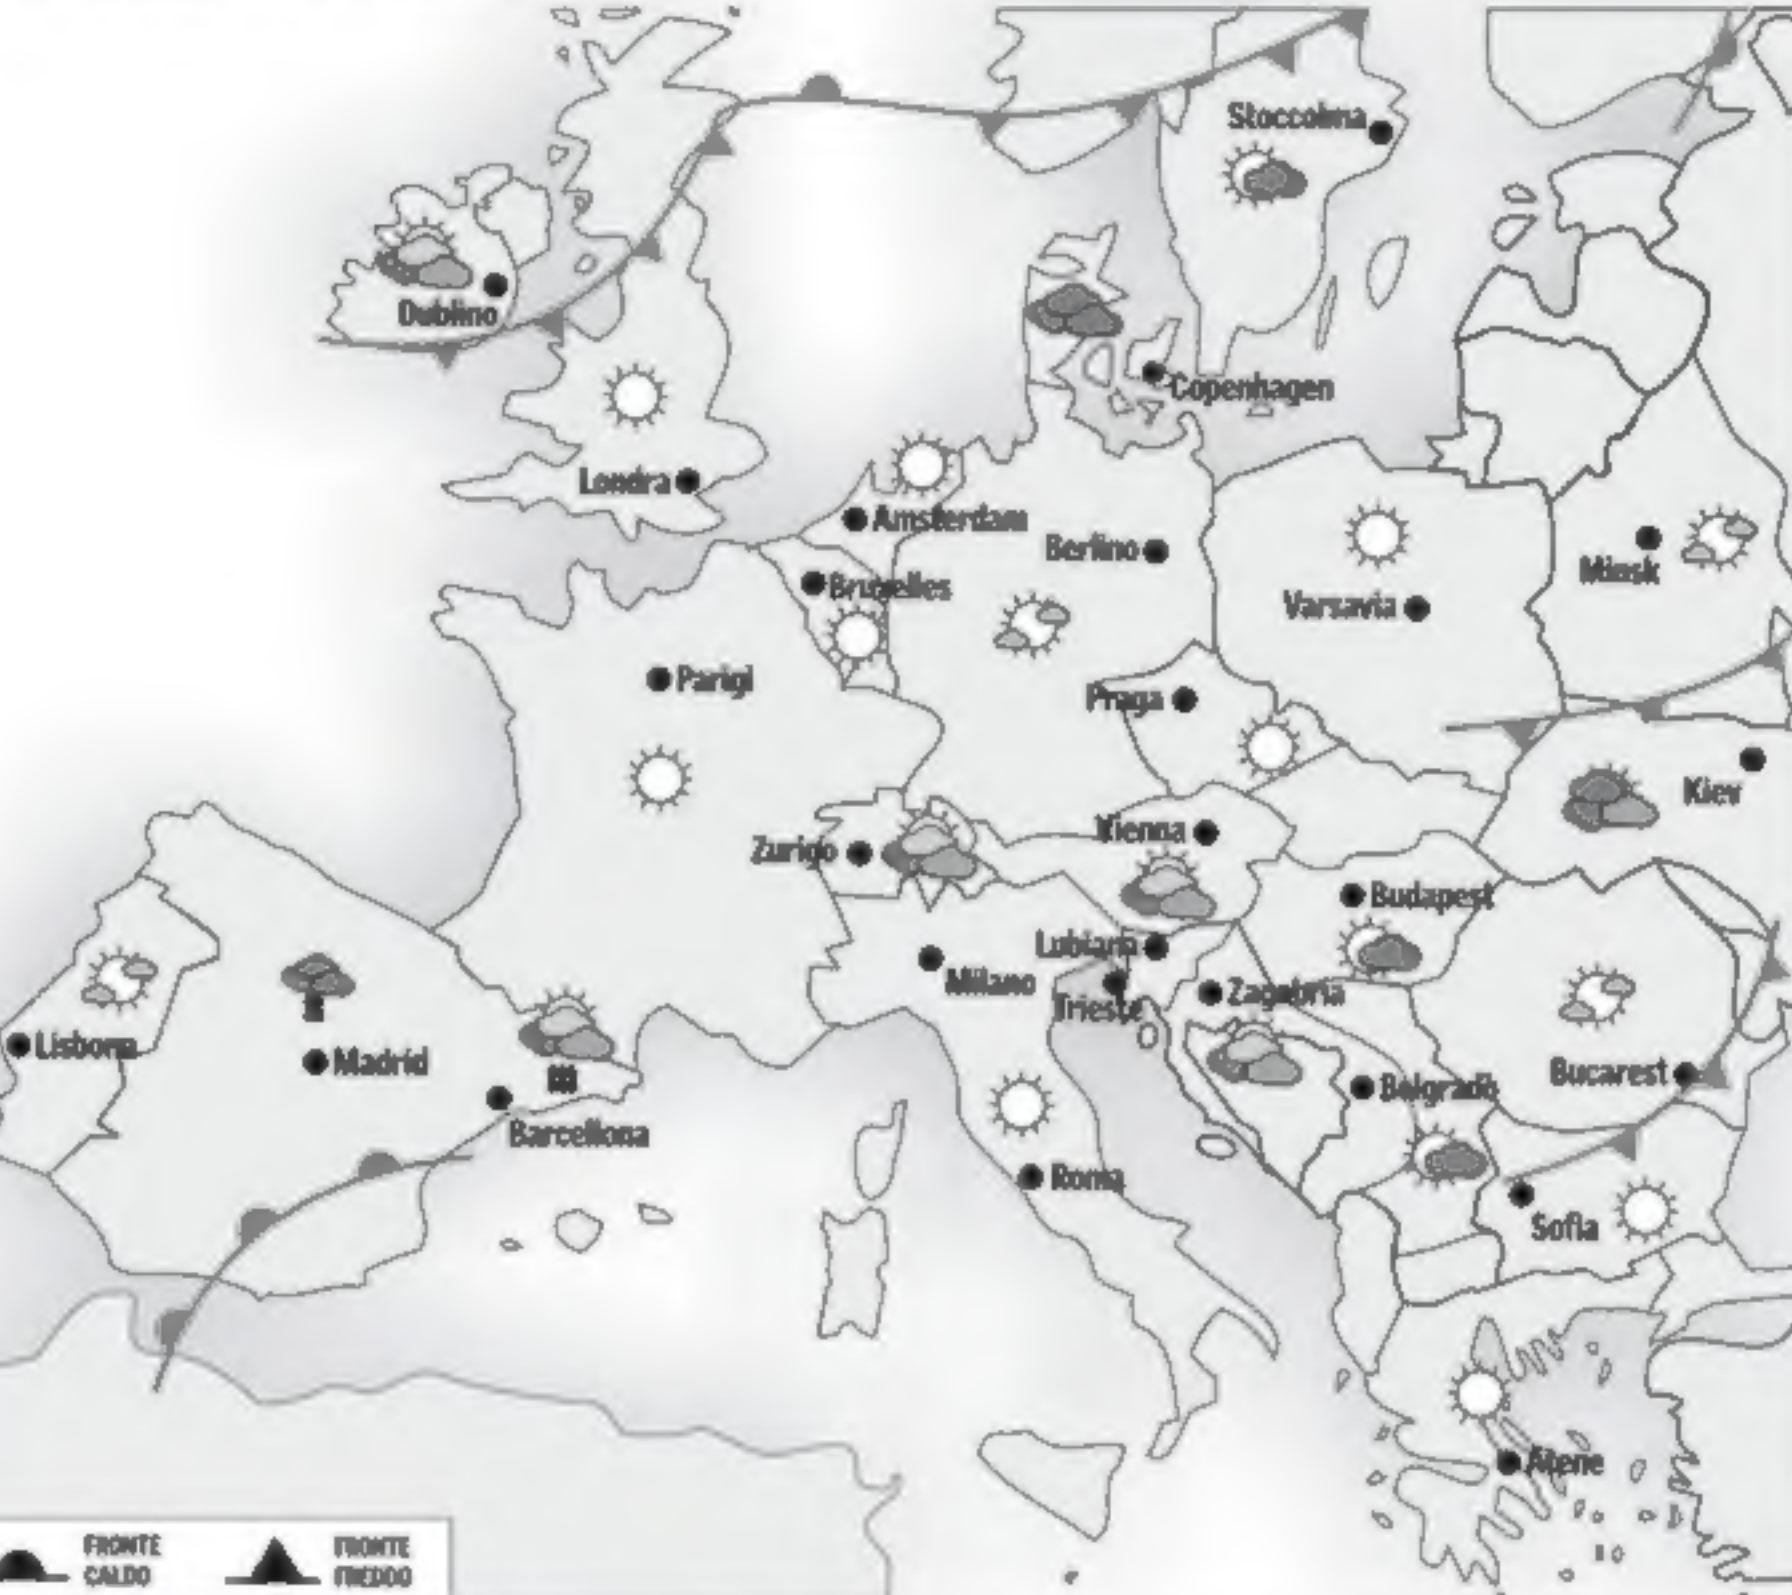 Stoccolma
Dublino
Copenhagen
Londra
Amsterdam
Berlino
Bruxelles
Minsk
Varsavia
Parigi
Praga
Kiev
Vienna
Zurigo
Budapest
Lubiana
Milano
Zagabria
Trieste
Lisbona
Madrid
Belgrado
Bucarest
Barcellona
Roma
Sofia
Atene
FRONTE
CALDO
FRONTE
FREDDO